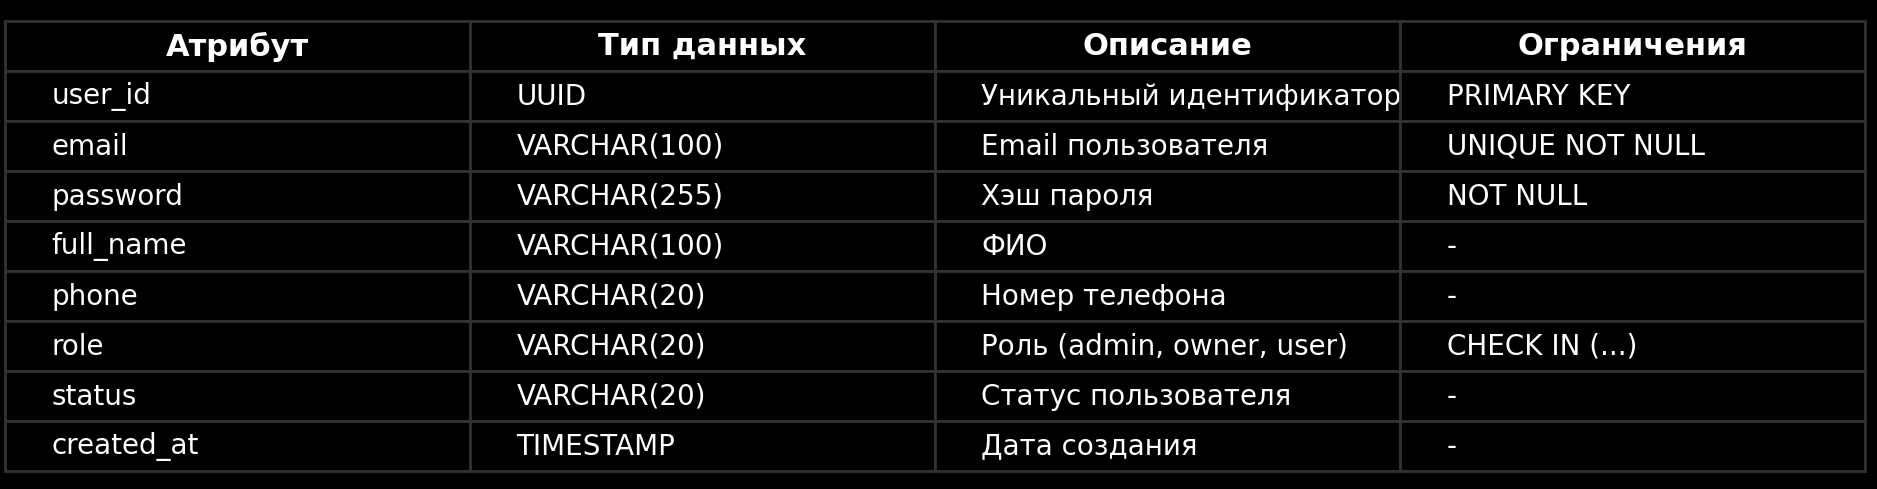 Атрибут Тип данных Описание Ограничения
user_id UUID Уникальный идентификатор PRIMARY KEY
email VARCHAR(100) Email пользователя UNIQUE NOT NULL
password VARCHAR(255) Хэш пароля NOT NULL
full_name VARCHAR(100) ФИО -
phone VARCHAR(20) Номер телефона -
role VARCHAR(20) Роль (admin, owner, user) CHECK IN (...)
status VARCHAR(20) Статус пользователя -
created_at TIMESTAMP Дата создания -